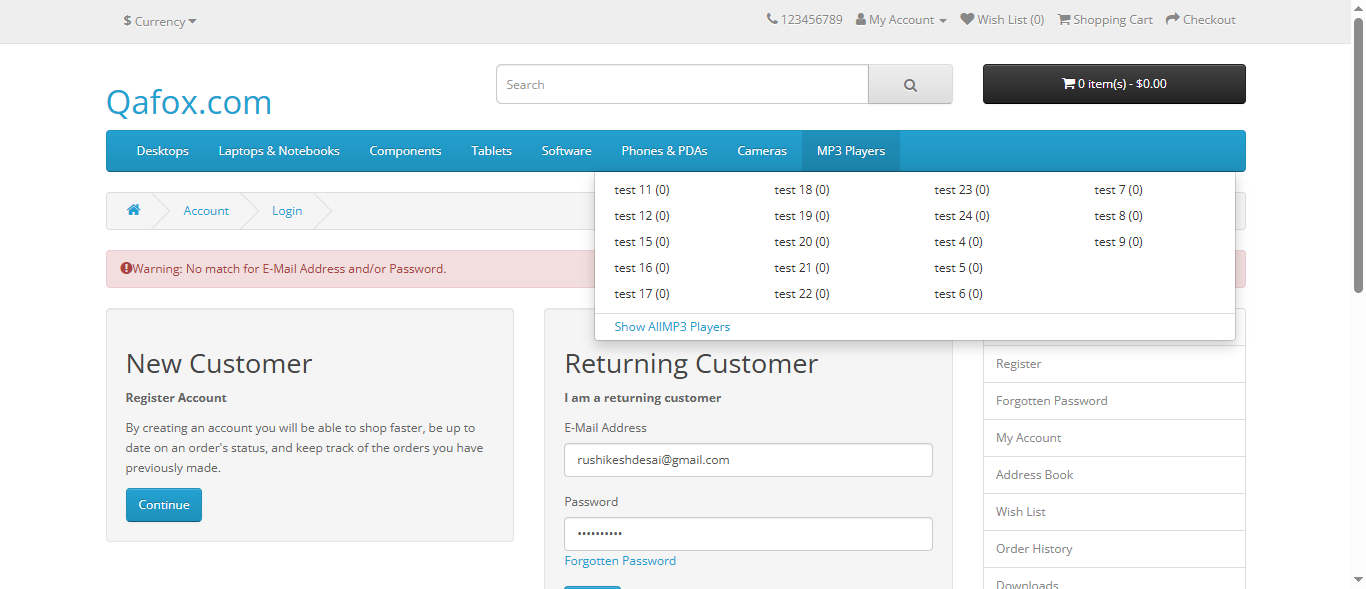 $ Currency
123456789 My Account Wish List (0) Shopping Cart Checkout
Qafox.com
Search
0 item(s) - $0.00
Desktops Laptops & Notebooks Components Tablets Software Phones & PDAs Cameras MP3 Players
test 11 (0) test 18 (0) test 23 (0) test 7 (0)
test 12 (0) test 19 (0) test 24 (0) test 8 (0)
test 15 (0) test 20 (0) test 4 (0) test 9 (0)
test 16 (0) test 21 (0) test 5 (0)
test 17 (0) test 22 (0) test 6 (0)
Show AllMP3 Players
Account Login
Warning: No match for E-Mail Address and/or Password.
New Customer
Register Account
By creating an account you will be able to shop faster, be up to
date on an order's status, and keep track of the orders you have
previously made.
Continue
Returning Customer
I am a returning customer
E-Mail Address
rushikeshdesai@gmail.com
Password
Forgotten Password
Register
Forgotten Password
My Account
Address Book
Wish List
Order History
Downloads